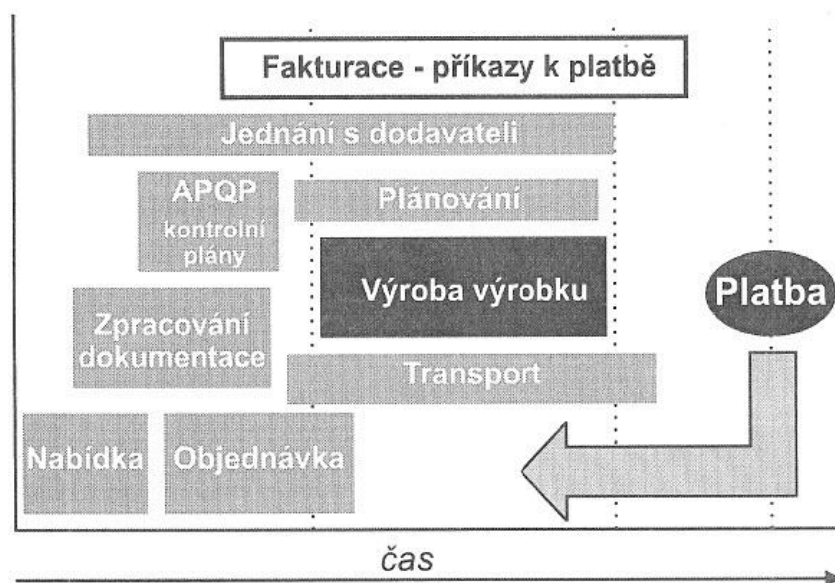 Fakturace - příkazy k platbě
Jednání s dodavateli
APQP
kontrolní
plány
Plánování
Výroba výrobku
Platba
Zpracování
dokumentace
Transport
Nabídka
Objednávka
čas